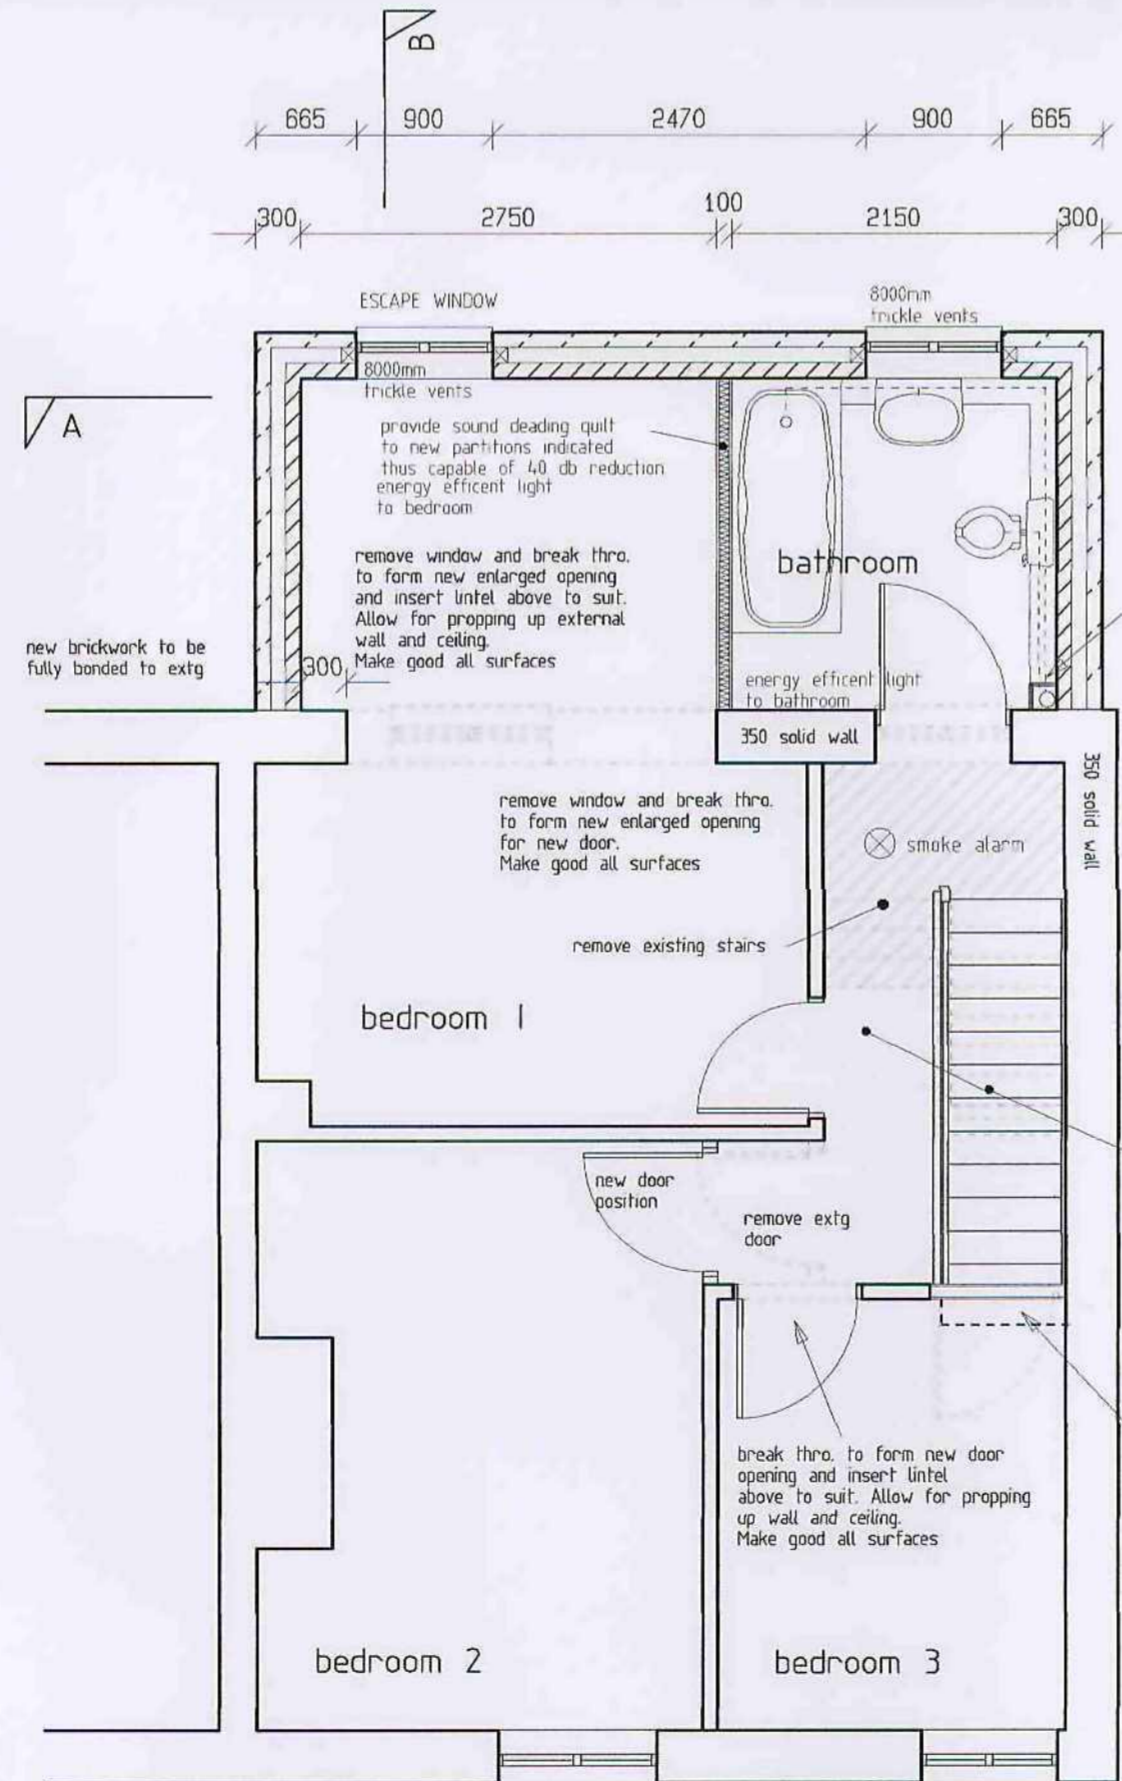 B
665 900 2470 900 665
300 2750 100 2150 300
ESCAPE WINDOW
8000mm
trickle vents
8000mm
trickle vents
A
provide sound deading quilt
to new partitions indicated
thus capable of 40 db reduction
energy efficent light
to bedroom
remove window and break thro.
to form new enlarged opening
and insert lintel above to suit.
Allow for propping up external
wall and ceiling.
Make good all surfaces
bathroom
new brickwork to be
fully bonded to extg
300
energy efficent light
to bathroom
350 solid wall
350 solid wall
remove window and break thro.
to form new enlarged opening
for new door.
Make good all surfaces
smoke alarm
remove existing stairs
bedroom 1
new door
position
remove extg
door
break thro. to form new door
opening and insert lintel
above to suit. Allow for propping
up wall and ceiling.
Make good all surfaces
bedroom 2
bedroom 3